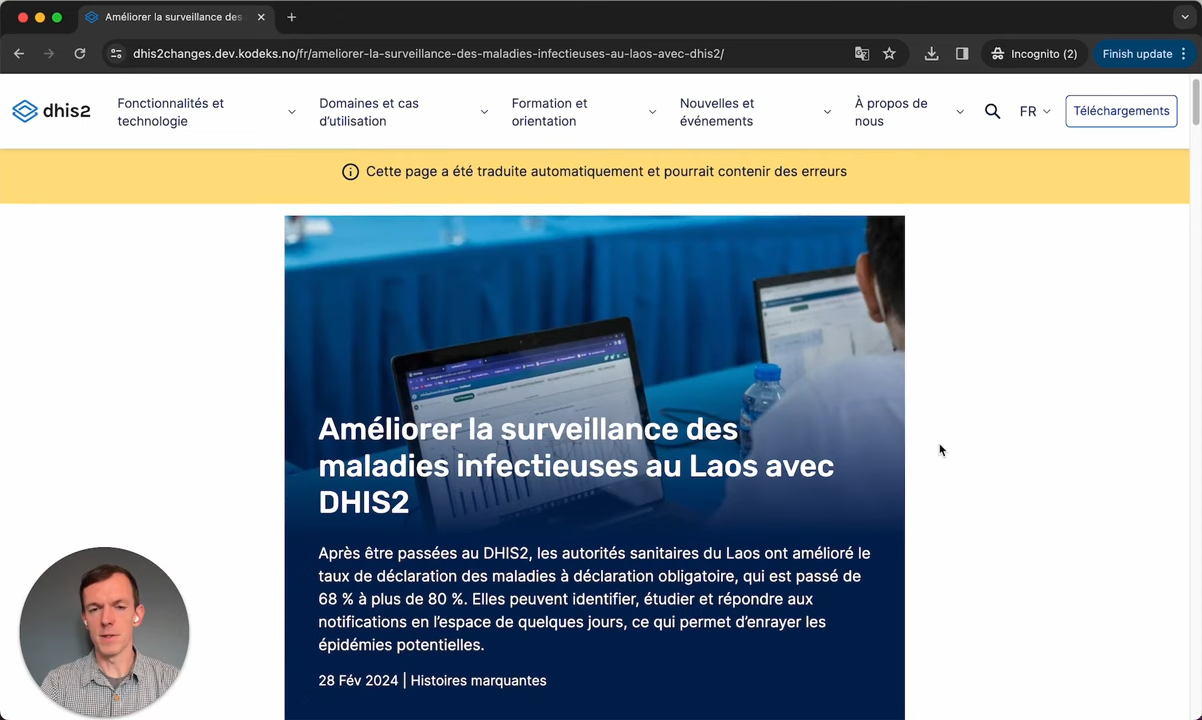 Améliorer la surveillance des
dhis2changes.dev.kodeks.no/fr/ameliorer-la-surveillance-des-maladies-infectieuses-au-laos-avec-dhis2/
Incognito (2)
Finish update
dhis2
Fonctionnalités et
technologie
Domaines et cas
d’utilisation
Formation et
orientation
Nouvelles et
événements
À propos de
nous
FR
Téléchargements
Cette page a été traduite automatiquement et pourrait contenir des erreurs
Améliorer la surveillance des
maladies infectieuses au Laos avec
DHIS2
Après être passées au DHIS2, les autorités sanitaires du Laos ont amélioré le
taux de déclaration des maladies à déclaration obligatoire, qui est passé de
68 % à plus de 80 %. Elles peuvent identifier, étudier et répondre aux
notifications en l’espace de quelques jours, ce qui permet d’enrayer les
épidémies potentielles.
28 Fév 2024 | Histoires marquantes